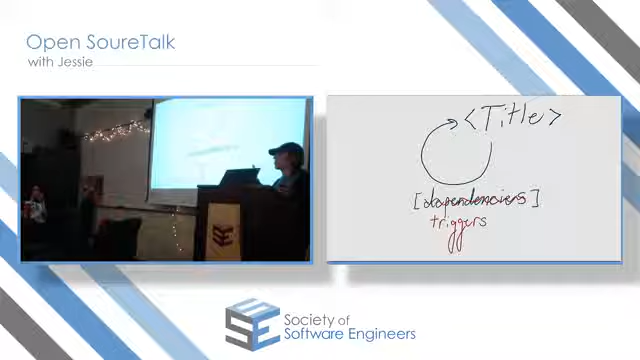 Open SoureTalk
with Jessie
<Title>
[dependencies]
triggers
Society of
Software Engineers